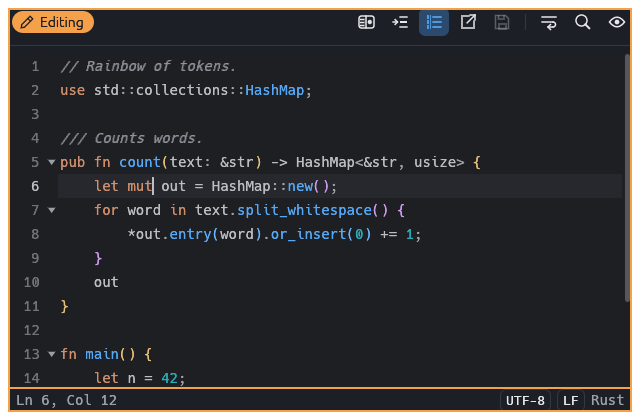 Editing
1 // Rainbow of tokens.
2 use std::collections::HashMap;
3
4 /// Counts words.
5 pub fn count(text: &str) -> HashMap<&str, usize> {
6     let mut out = HashMap::new();
7     for word in text.split_whitespace() {
8         *out.entry(word).or_insert(0) += 1;
9     }
10     out
11 }
12
13 fn main() {
14     let n = 42;
Ln 6, Col 12 UTF-8 LF Rust